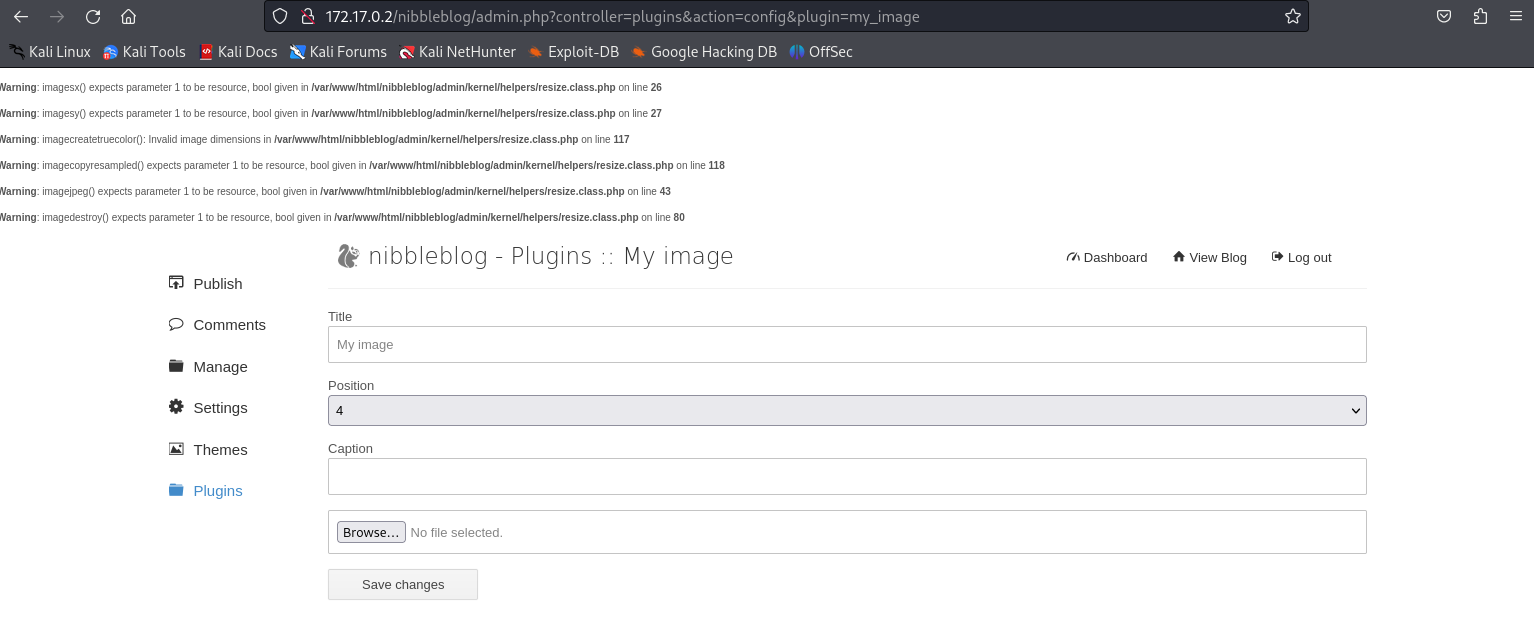 172.17.0.2/nibbleblog/admin.php?controller=plugins&action=config&plugin=my_image
Kali Linux Kali Tools Kali Docs Kali Forums Kali NetHunter Exploit-DB Google Hacking DB OffSec
Warning: imagesx() expects parameter 1 to be resource, bool given in /var/www/html/nibbleblog/admin/kernel/helpers/resize.class.php on line 26
Warning: imagesy() expects parameter 1 to be resource, bool given in /var/www/html/nibbleblog/admin/kernel/helpers/resize.class.php on line 27
Warning: imagecreatetruecolor(): Invalid image dimensions in /var/www/html/nibbleblog/admin/kernel/helpers/resize.class.php on line 117
Warning: imagecopyresampled() expects parameter 1 to be resource, bool given in /var/www/html/nibbleblog/admin/kernel/helpers/resize.class.php on line 118
Warning: imagejpeg() expects parameter 1 to be resource, bool given in /var/www/html/nibbleblog/admin/kernel/helpers/resize.class.php on line 43
Warning: imagedestroy() expects parameter 1 to be resource, bool given in /var/www/html/nibbleblog/admin/kernel/helpers/resize.class.php on line 80
nibbleblog - Plugins :: My image
Dashboard View Blog Log out
Publish
Comments
Manage
Settings
Themes
Plugins
Title
My image
Position
4
Caption
Browse... No file selected.
Save changes